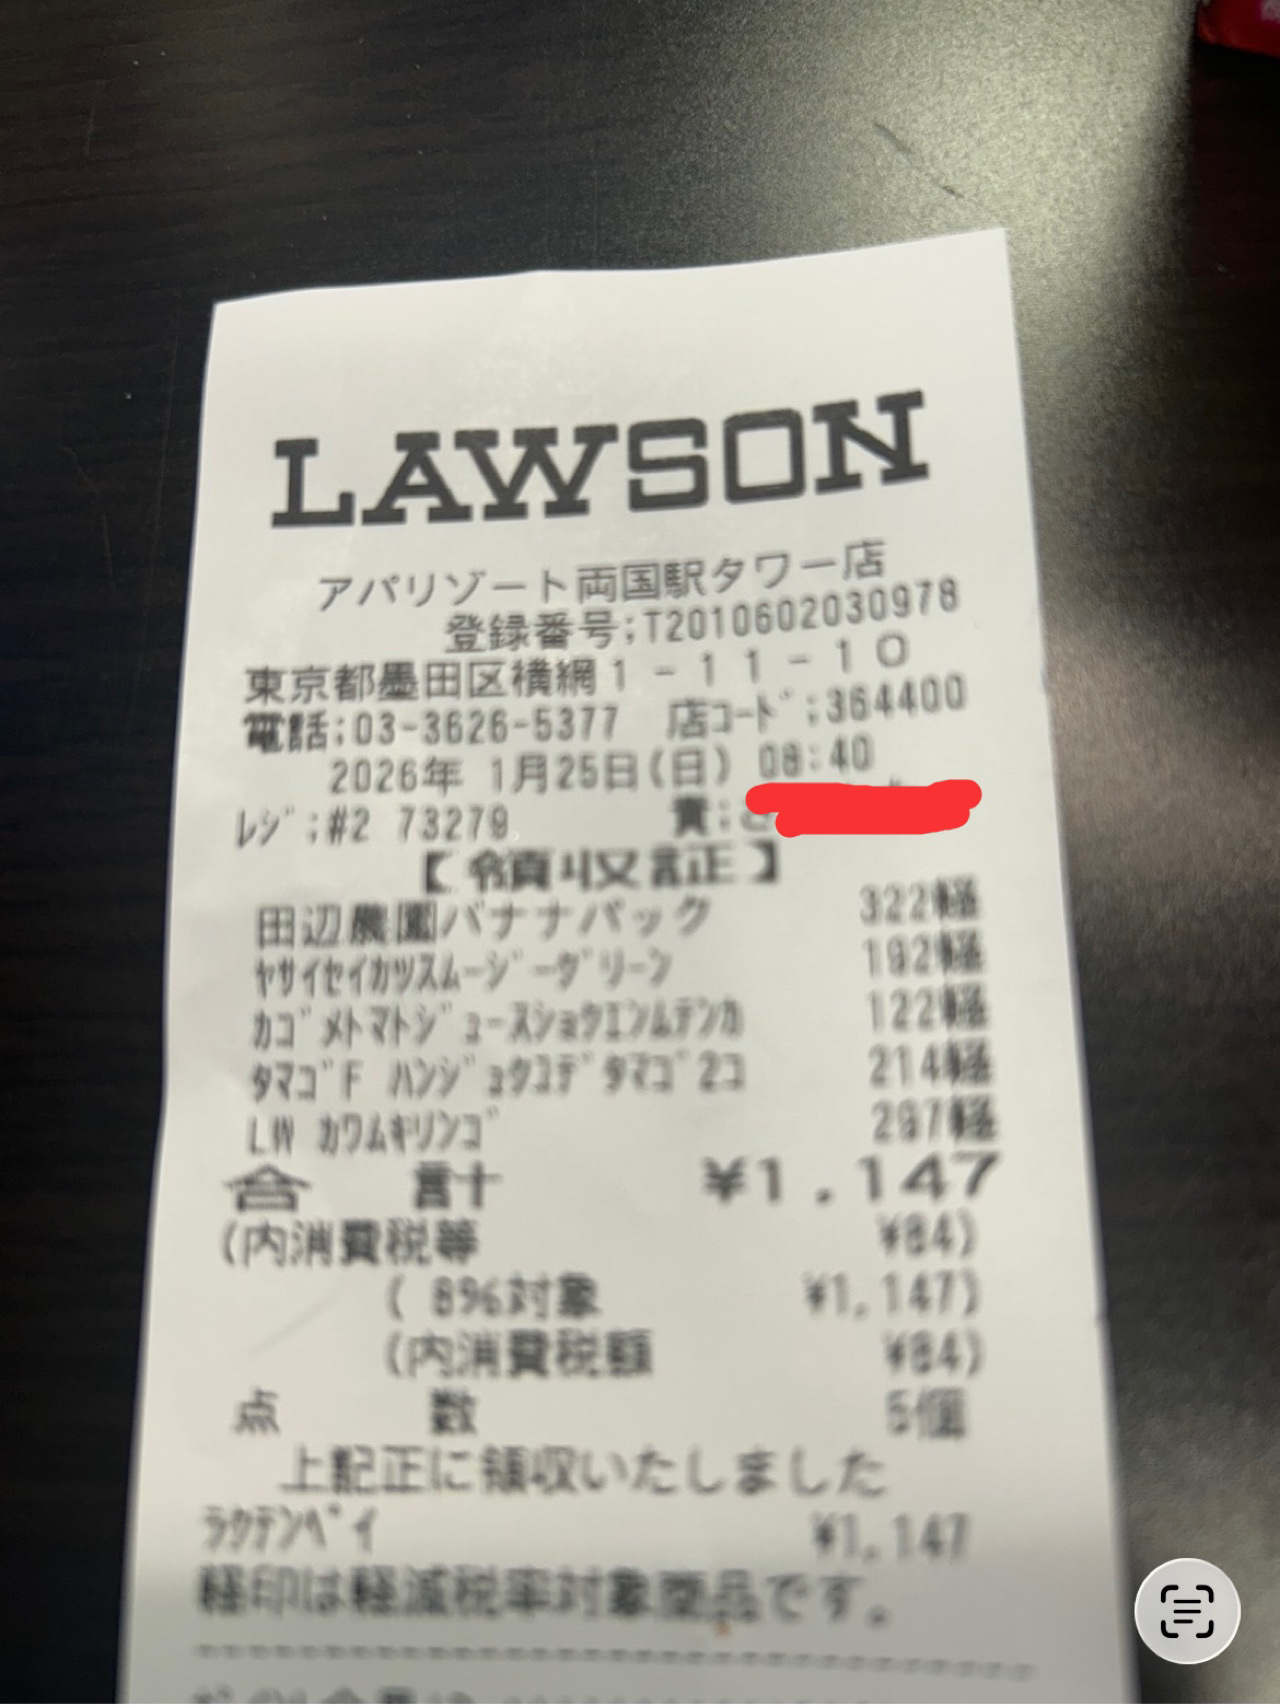 LAWSON
アパリゾート両国駅タワー店
登録番号:T2010602030978
東京都墨田区横網1-11-10
電話:03-3626-5377 店コード:364400
2026年 1月25日(日) 08:40
レジ:#2 73279 責:
【領収証】
田辺農園バナナパック 322軽
ヤサイセイカツスムージーグリーン 192軽
カゴメトマトジュースショクエンムテンカ 122軽
タマゴF ハンジュクユデタマゴ2コ 214軽
LW カワムキリンゴ 297軽
合 計 ¥1,147
(内消費税等 ¥84)
( 8%対象 ¥1,147)
(内消費税額 ¥84)
点 数 5個
上記正に領収いたしました
ラクテンペイ ¥1,147
軽印は軽減税率対象商品です。